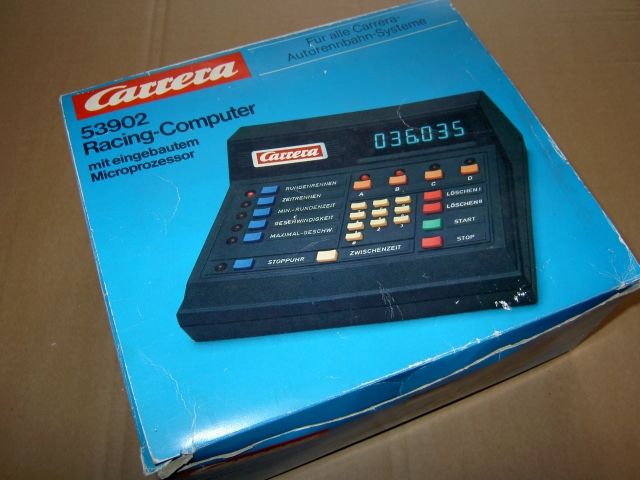 Carrera
Für alle Carrera-
Autorennbahn-Systeme
53902
Racing-Computer
mit eingebautem
Microprozessor
Carrera
036035
RUNDENRENNEN
ZEITRENNEN
MIN.-RUNDENZEIT
GESCHWINDIGKEIT
MAXIMAL-GESCHW.
STOPPUHR
ZWISCHENZEIT
A B C D
LÖSCHEN I
LÖSCHEN II
START
STOP